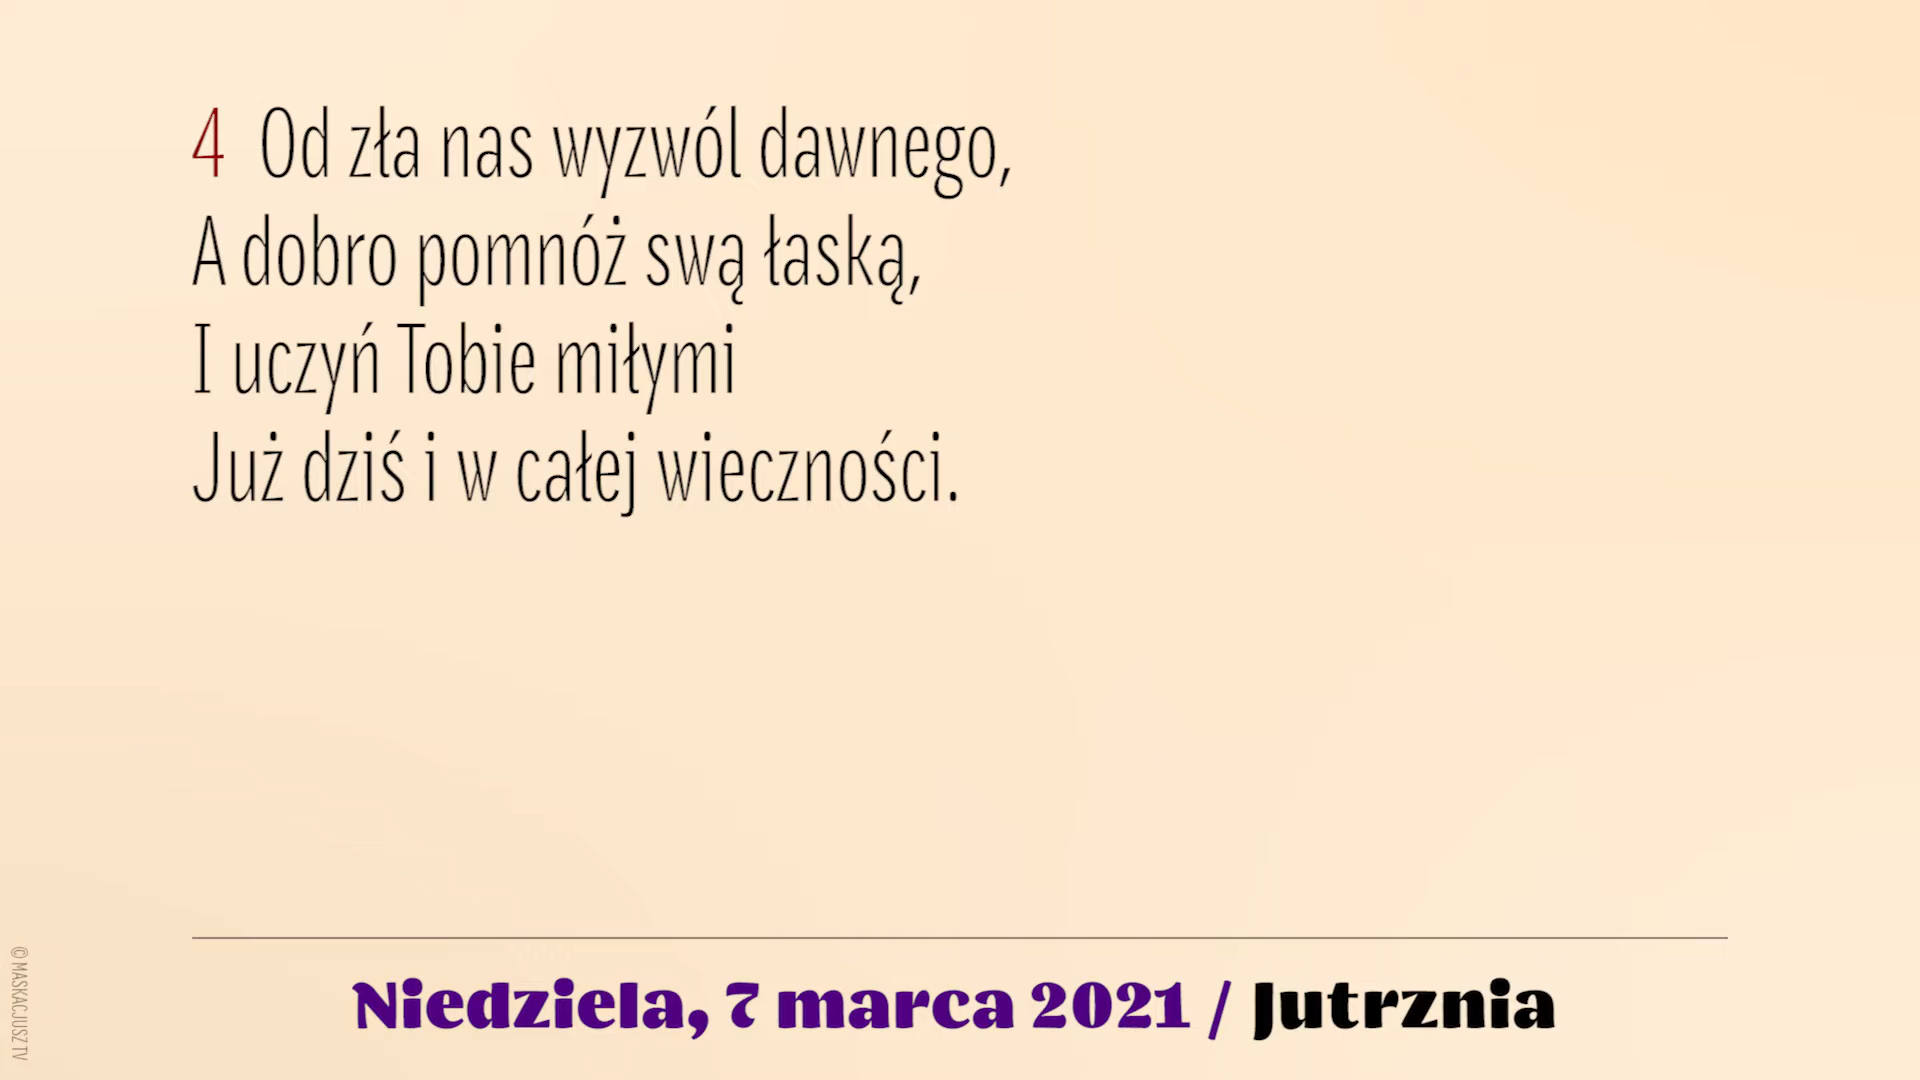 4 Od zła nas wyzwól dawnego,
A dobro pomnóż swą łaską,
I uczyń Tobie miłymi
Już dziś i w całej wieczności.
Niedziela, 7 marca 2021 / Jutrznia
© MASKACJUSZ TV